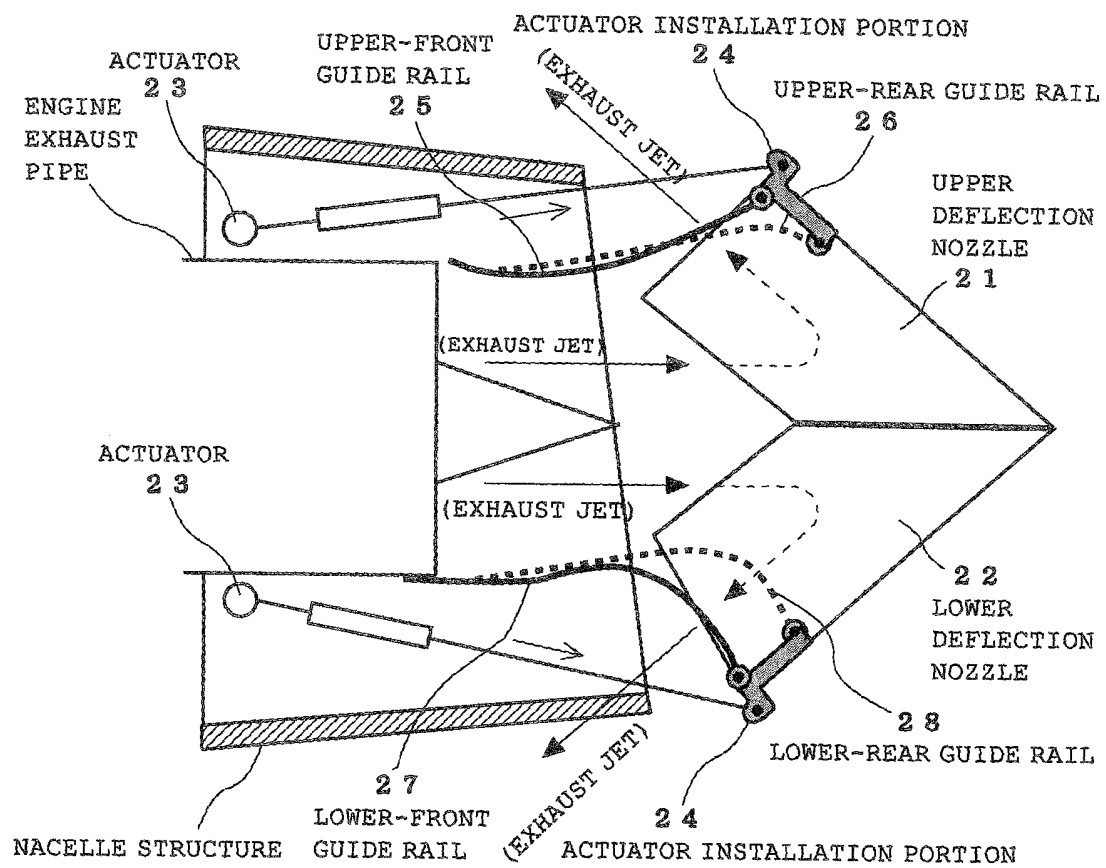 ACTUATOR INSTALLATION PORTION
24
UPPER-FRONT
GUIDE RAIL
25
ACTUATOR
23
(EXHAUST JET)
UPPER-REAR GUIDE RAIL
26
ENGINE
EXHAUST
PIPE
UPPER
DEFLECTION
NOZZLE
21
(EXHAUST JET)
ACTUATOR
23
(EXHAUST JET)
22
LOWER
DEFLECTION
NOZZLE
28
LOWER-REAR GUIDE RAIL
(EXHAUST JET)
27
LOWER-FRONT
GUIDE RAIL
24
ACTUATOR INSTALLATION PORTION
NACELLE STRUCTURE